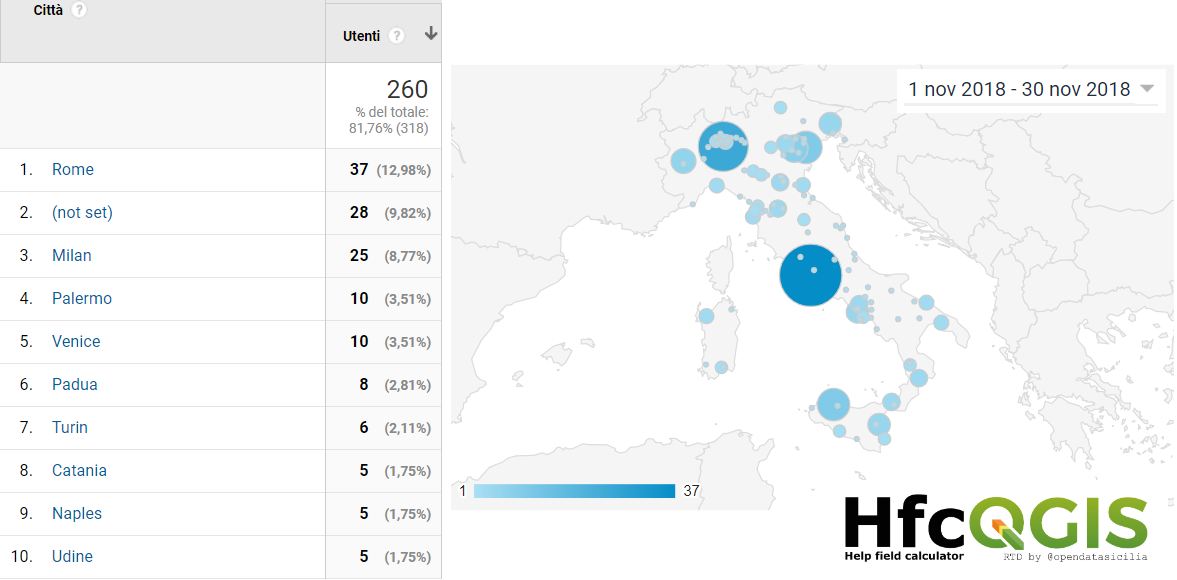 Città ?
Utenti ?
260
% del totale:
81,76% (318)
1. Rome 37 (12,98%)
2. (not set) 28 (9,82%)
3. Milan 25 (8,77%)
4. Palermo 10 (3,51%)
5. Venice 10 (3,51%)
6. Padua 8 (2,81%)
7. Turin 6 (2,11%)
8. Catania 5 (1,75%)
9. Naples 5 (1,75%)
10. Udine 5 (1,75%)
1 nov 2018 - 30 nov 2018
1 37
HfcQGIS
Help field calculator RTD by @opendatasicilia